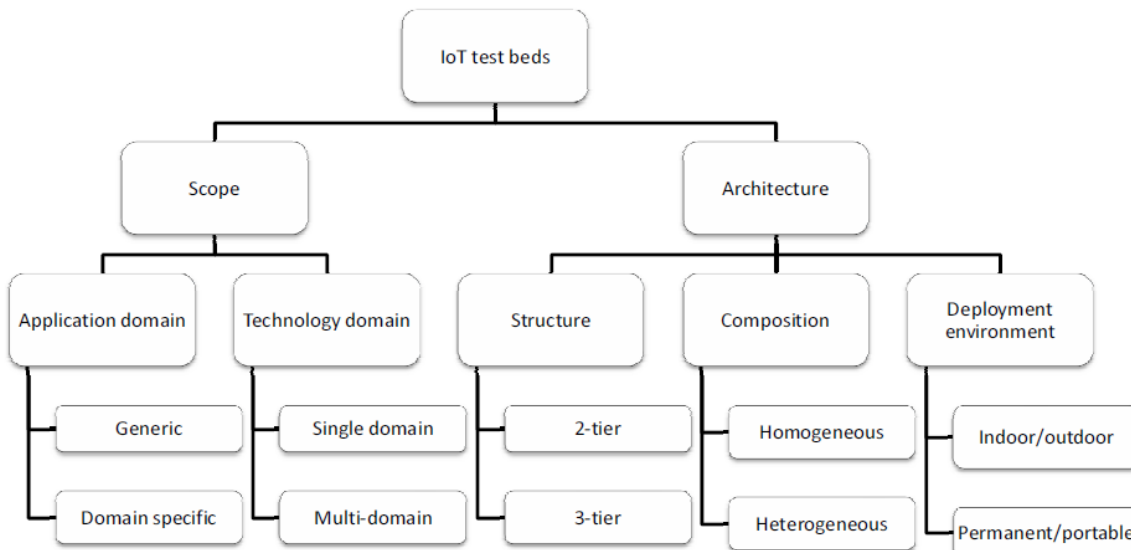 IoT test beds
Scope
Architecture
Application domain
Technology domain
Structure
Composition
Deployment
environment
Generic
Single domain
2-tier
Homogeneous
Indoor/outdoor
Domain specific
Multi-domain
3-tier
Heterogeneous
Permanent/portable